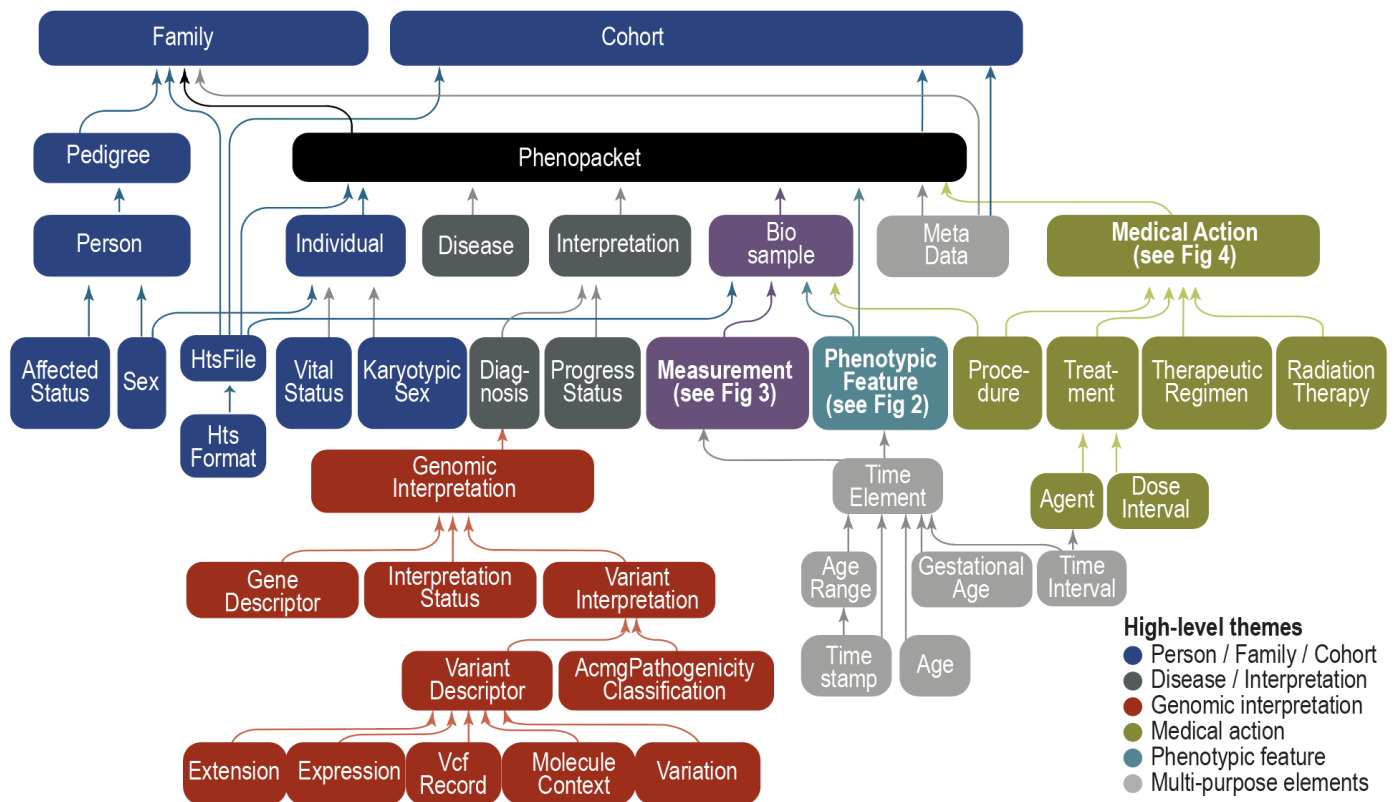 Family
Cohort
Pedigree
Phenopacket
Person
Individual
Disease
Interpretation
Bio
sample
Meta
Data
Medical Action
(see Fig 4)
Affected
Status
Sex
HtsFile
Vital
Status
Karyotypic
Sex
Diag-
nosis
Progress
Status
Measurement
(see Fig 3)
Phenotypic
Feature
(see Fig 2)
Proce-
dure
Treat-
ment
Therapeutic
Regimen
Radiation
Therapy
Hts
Format
Genomic
Interpretation
Time
Element
Agent
Dose
Interval
Gene
Descriptor
Interpretation
Status
Variant
Interpretation
Age
Range
Gestational
Age
Time
Interval
Variant
Descriptor
AcmgPathogenicity
Classification
Time
stamp
Age
Extension
Expression
Vcf
Record
Molecule
Context
Variation
High-level themes
Person / Family / Cohort
Disease / Interpretation
Genomic interpretation
Medical action
Phenotypic feature
Multi-purpose elements